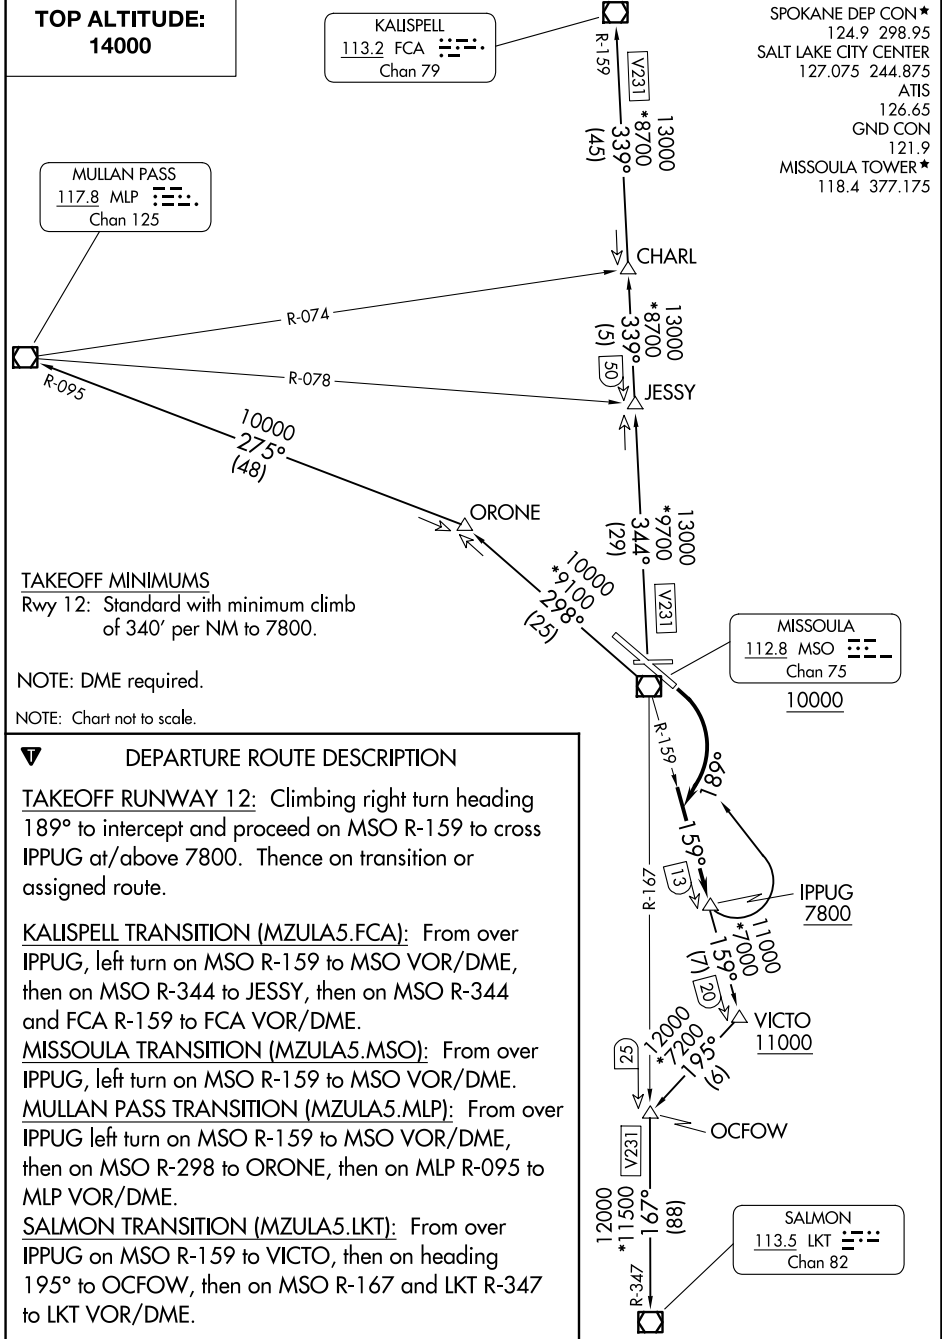 TOP ALTITUDE:
14000
KALISPELL
113.2 FCA
Chan 79
SPOKANE DEP CON★
124.9 298.95
SALT LAKE CITY CENTER
127.075 244.875
ATIS
126.65
GND CON
121.9
MISSOULA TOWER★
118.4 377.175
R-159
V231
13000
*8700
339°
(45)
MULLAN PASS
117.8 MLP
Chan 125
CHARL
R-074
13000
*8700
339°
(5)
50
R-078
JESSY
R-095
10000
275°
(48)
ORONE
13000
*9700
344°
(29)
V231
10000
*9100
298°
(25)
TAKEOFF MINIMUMS
Rwy 12: Standard with minimum climb
of 340' per NM to 7800.
NOTE: DME required.
NOTE: Chart not to scale.
MISSOULA
112.8 MSO
Chan 75
10000
R-159
189°
159°
13
R-167
IPPUG
7800
11000
*7000
159°
(7)
20
VICTO
11000
12000
*7200
195°
(6)
25
OCFOW
V231
12000
*11500
167°
(88)
R-347
SALMON
113.5 LKT
Chan 82
T
DEPARTURE ROUTE DESCRIPTION
TAKEOFF RUNWAY 12: Climbing right turn heading
189° to intercept and proceed on MSO R-159 to cross
IPPUG at/above 7800. Thence on transition or
assigned route.
KALISPELL TRANSITION (MZULA5.FCA): From over
IPPUG, left turn on MSO R-159 to MSO VOR/DME,
then on MSO R-344 to JESSY, then on MSO R-344
and FCA R-159 to FCA VOR/DME.
MISSOULA TRANSITION (MZULA5.MSO): From over
IPPUG, left turn on MSO R-159 to MSO VOR/DME.
MULLAN PASS TRANSITION (MZULA5.MLP): From over
IPPUG left turn on MSO R-159 to MSO VOR/DME,
then on MSO R-298 to ORONE, then on MLP R-095 to
MLP VOR/DME.
SALMON TRANSITION (MZULA5.LKT): From over
IPPUG on MSO R-159 to VICTO, then on heading
195° to OCFOW, then on MSO R-167 and LKT R-347
to LKT VOR/DME.